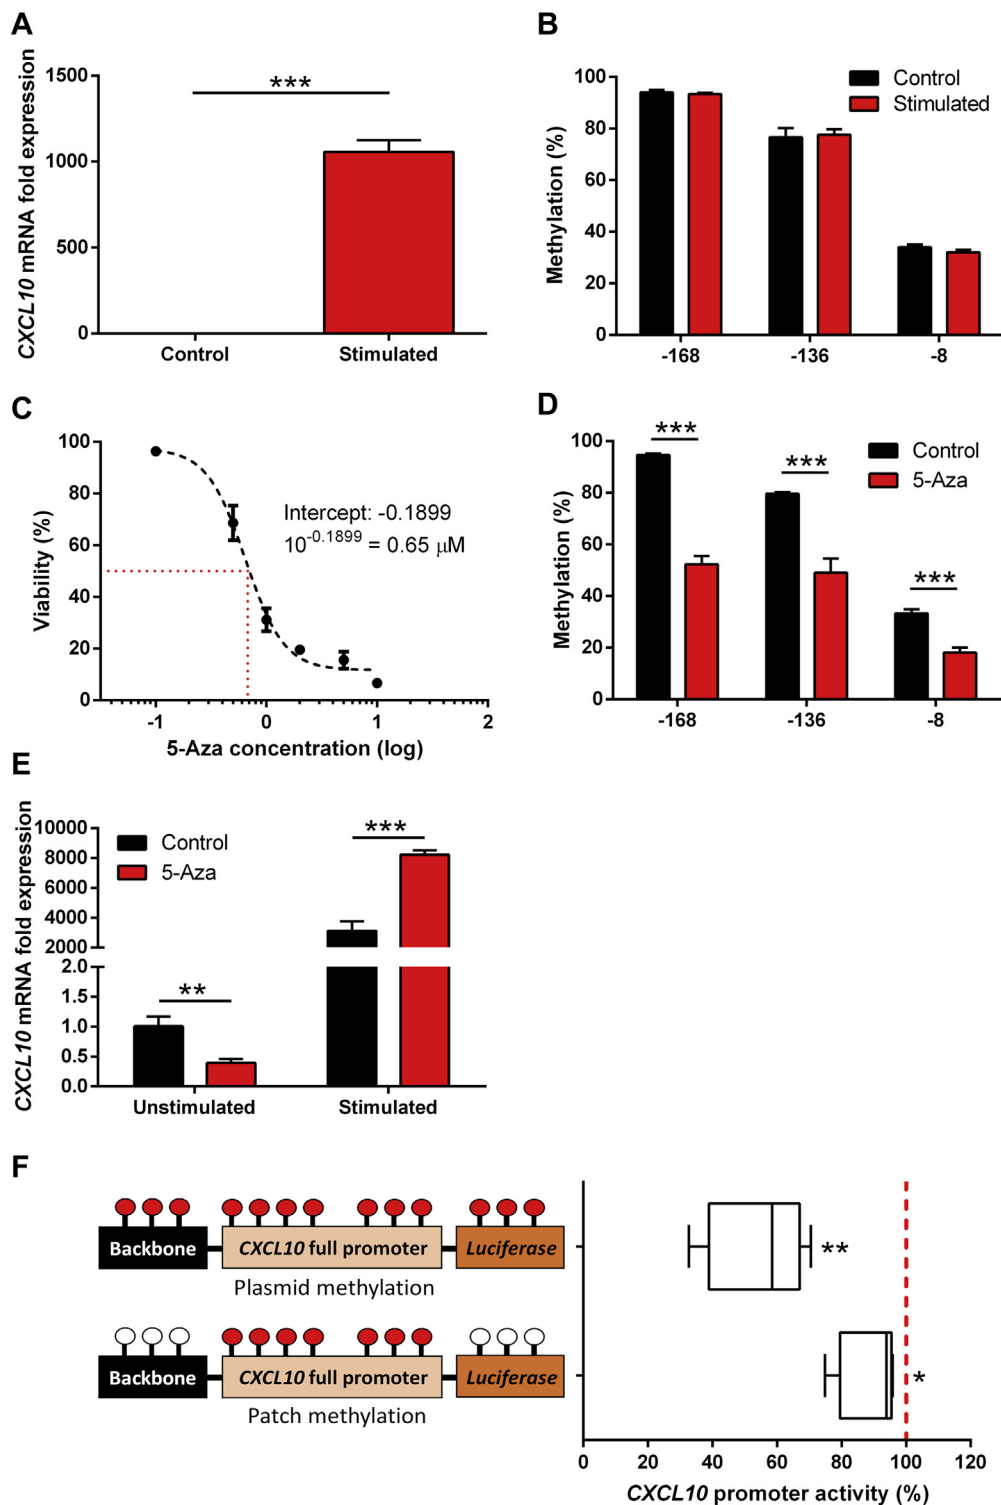 A
CXCL10 mRNA fold expression
1500
1000
500
0
***
Control
Stimulated
B
Methylation (%)
100
80
60
40
20
0
Control
Stimulated
-168
-136
-8
C
Viability (%)
100
80
60
40
20
0
Intercept: -0.1899
10^-0.1899 = 0.65 μM
-1
0
1
2
5-Aza concentration (log)
D
Methylation (%)
100
80
60
40
20
0
***
***
***
Control
5-Aza
-168
-136
-8
E
CXCL10 mRNA fold expression
10000
8000
6000
4000
2000
2.0
1.5
1.0
0.5
0.0
Control
5-Aza
**
***
Unstimulated
Stimulated
F
Backbone
CXCL10 full promoter
Luciferase
Plasmid methylation
Backbone
CXCL10 full promoter
Luciferase
Patch methylation
**
*
0
20
40
60
80
100
120
CXCL10 promoter activity (%)